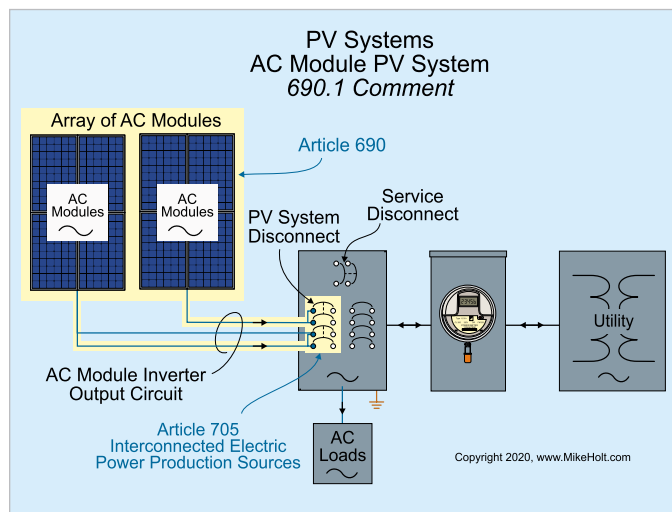 PV Systems
AC Module PV System
690.1 Comment
Array of AC Modules
Article 690
AC
Modules
AC
Modules
Service
Disconnect
PV System
Disconnect
Utility
AC Module Inverter
Output Circuit
Article 705
Interconnected Electric
Power Production Sources
AC
Loads
Copyright 2020, www.MikeHolt.com